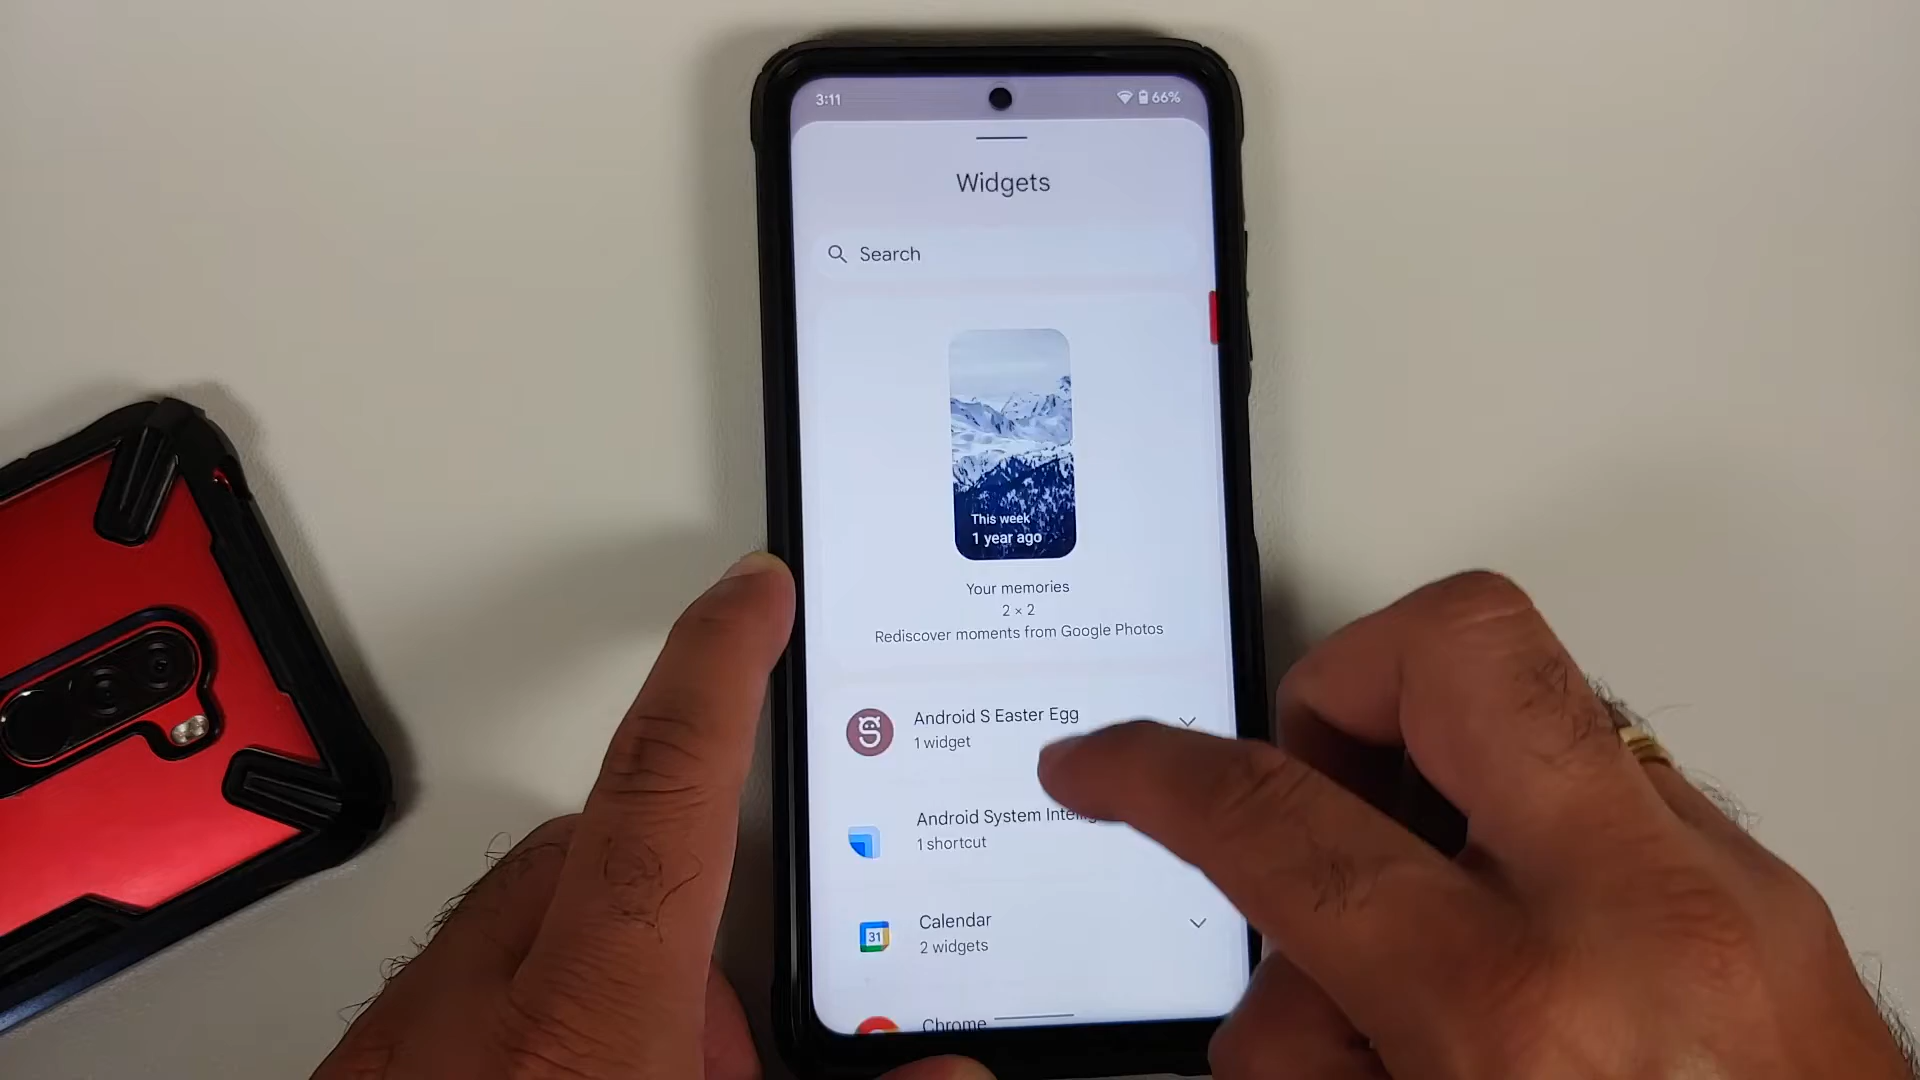 3:11
66%
Widgets
Search
This week
1 year ago
Your memories
2 × 2
Rediscover moments from Google Photos
Android S Easter Egg
1 widget
Android System
1 shortcut
31
Calendar
2 widgets
Chrome